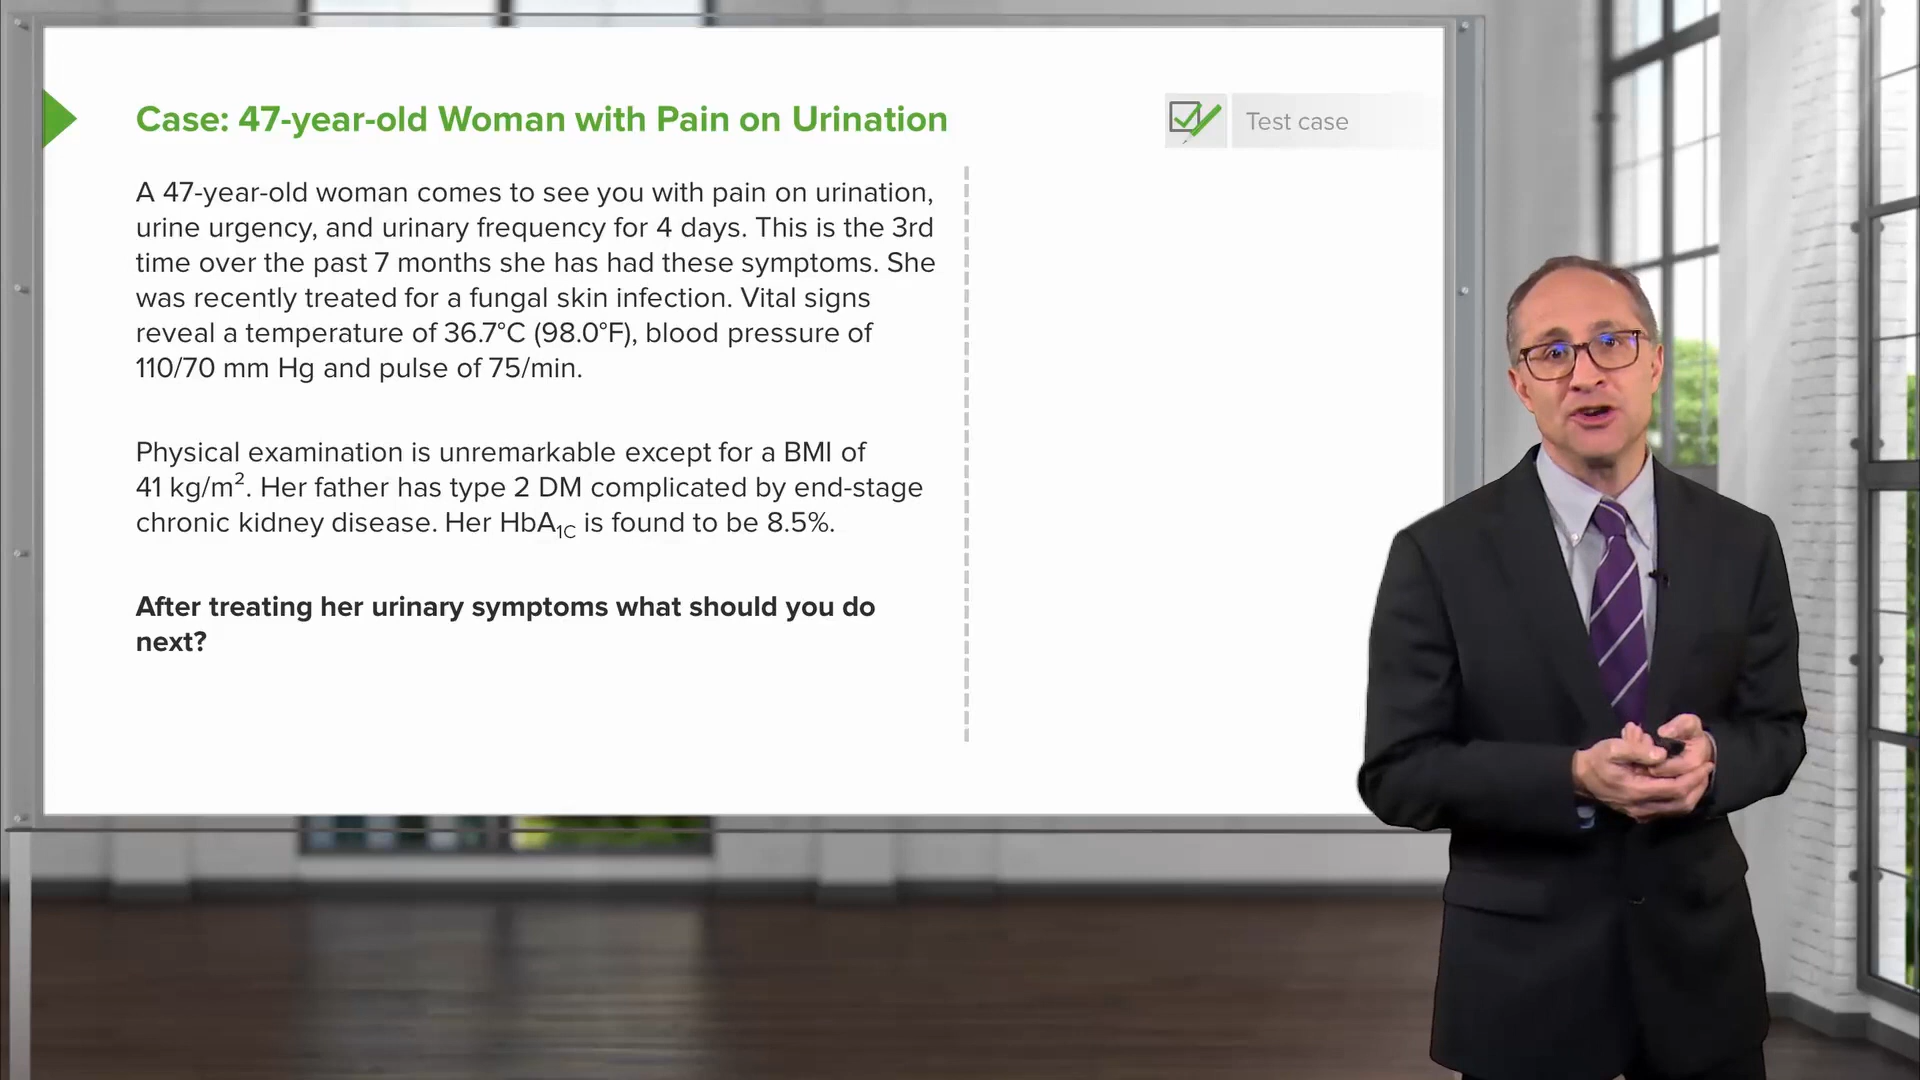 Case: 47-year-old Woman with Pain on Urination
Test case
A 47-year-old woman comes to see you with pain on urination,
urine urgency, and urinary frequency for 4 days. This is the 3rd
time over the past 7 months she has had these symptoms. She
was recently treated for a fungal skin infection. Vital signs
reveal a temperature of 36.7°C (98.0°F), blood pressure of
110/70 mm Hg and pulse of 75/min.
Physical examination is unremarkable except for a BMI of
41 kg/m². Her father has type 2 DM complicated by end-stage
chronic kidney disease. Her HbA1C is found to be 8.5%.
After treating her urinary symptoms what should you do
next?